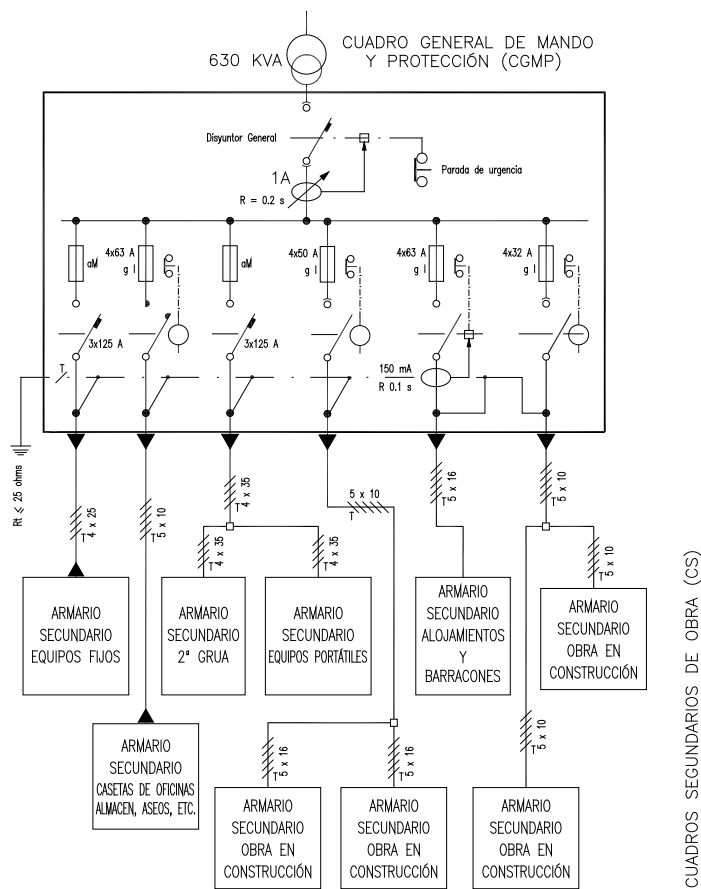 630 KVA
CUADRO GENERAL DE MANDO
Y PROTECCIÓN (CGMP)
Disyuntor General
Parada de urgencia
1A
R = 0.2 s
aM
4x63 A
g I
aM
4x50 A
g I
4x63 A
g I
4x32 A
g I
3x125 A
3x125 A
T
150 mA
R 0.1 s
Rt ⩽ 25 ohms
T
4 x 25
T
5 x 10
T
4 x 35
5 x 10
T
T
5 x 16
T
5 x 10
T
4 x 35
T
4 x 35
T
5 x 10
ARMARIO
SECUNDARIO
EQUIPOS FIJOS
ARMARIO
SECUNDARIO
2ª GRUA
ARMARIO
SECUNDARIO
EQUIPOS PORTÁTILES
ARMARIO
SECUNDARIO
ALOJAMIENTOS
Y
BARRACONES
ARMARIO
SECUNDARIO
OBRA EN
CONSTRUCCIÓN
ARMARIO
SECUNDARIO
CASETAS DE OFICINAS
ALMACEN, ASEOS, ETC.
T
5 x 16
T
5 x 16
T
5 x 10
ARMARIO
SECUNDARIO
OBRA EN
CONSTRUCCIÓN
ARMARIO
SECUNDARIO
OBRA EN
CONSTRUCCIÓN
ARMARIO
SECUNDARIO
OBRA EN
CONSTRUCCIÓN
CUADROS SEGUNDARIOS DE OBRA (CS)